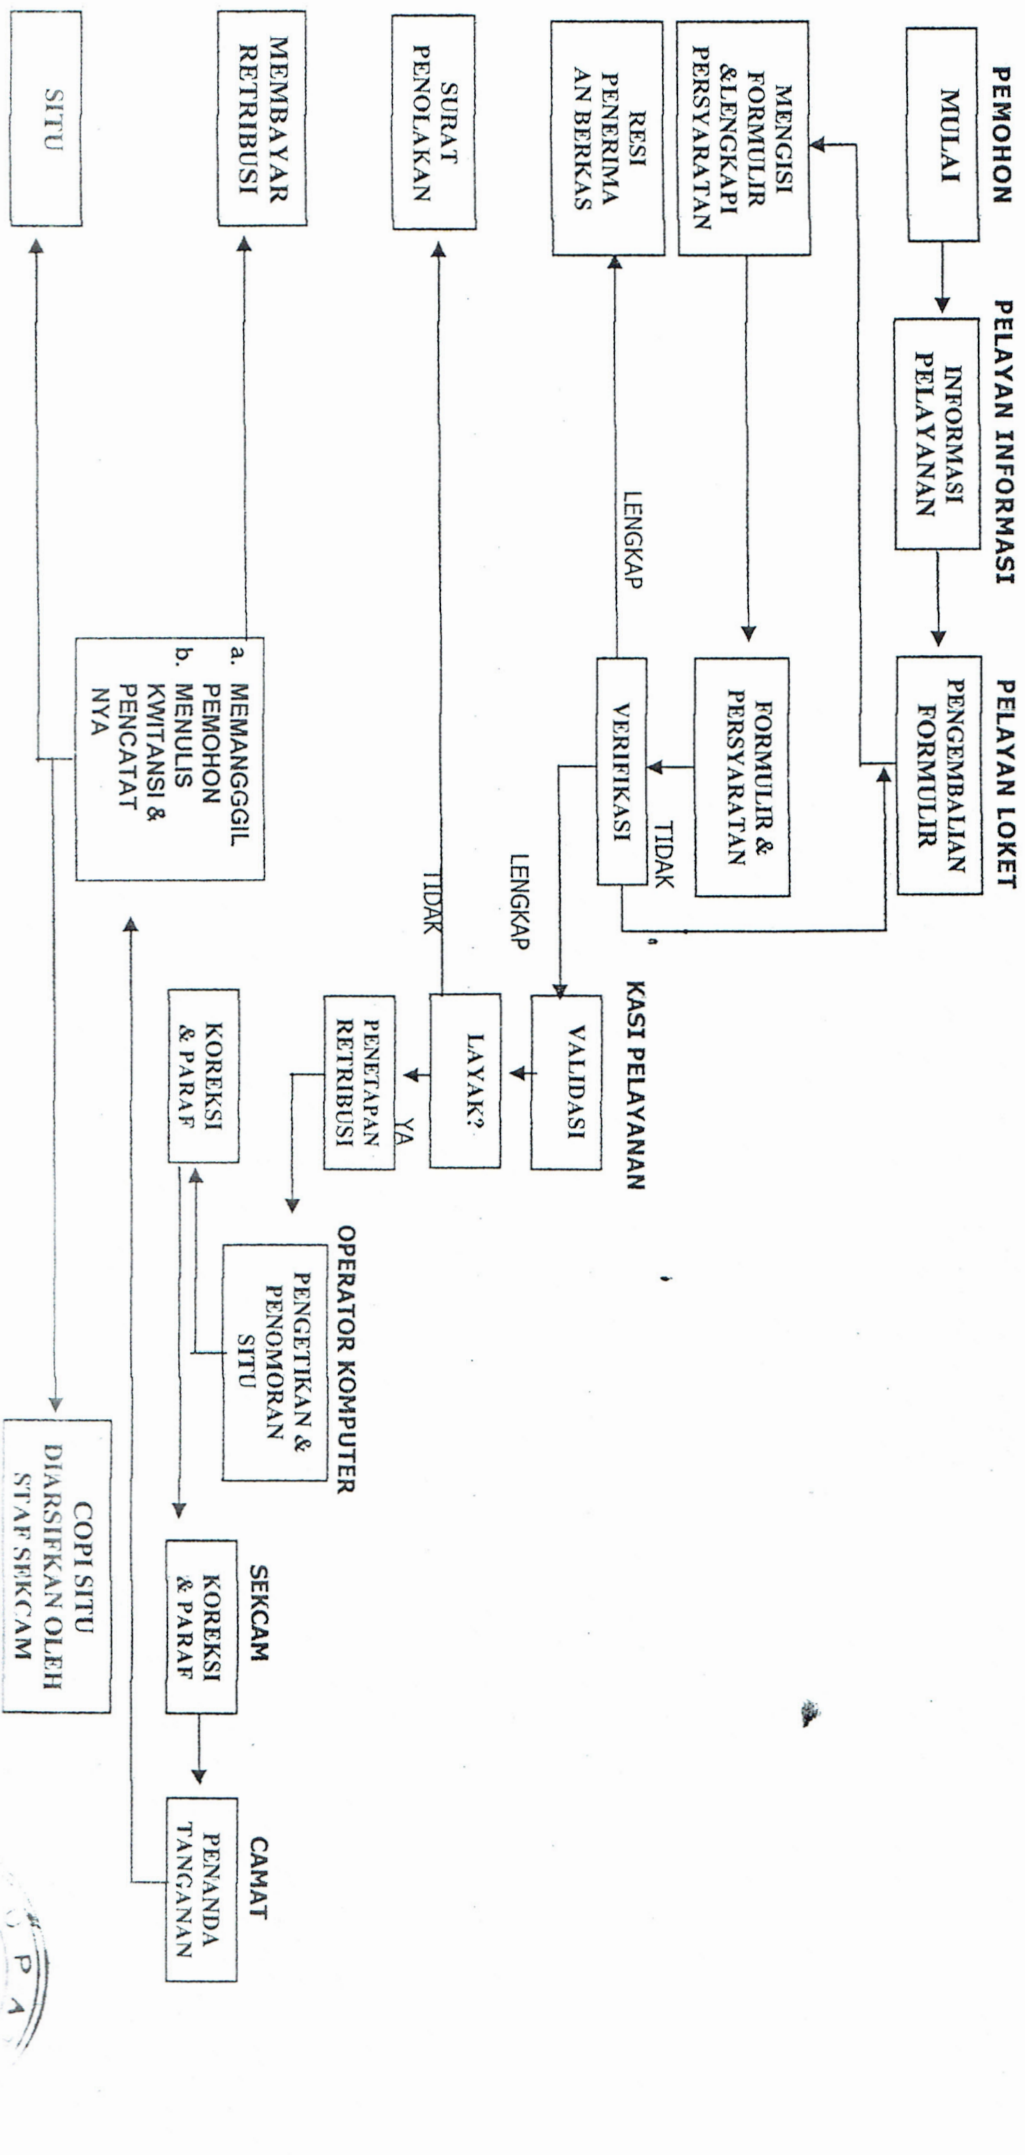 PEMOHON
PELAYAN INFORMASI
PELAYAN LOKET
MULAI
INFORMASI
PELAYANAN
PENGEMBALIAN
FORMULIR
MENGISI
FORMULIR
&LENGKAPI
PERSYARATAN
FORMULIR &
PERSYARATAN
TIDAK
KASI PELAYANAN
RESI
PENERIMA
AN BERKAS
LENGKAP
VERIFIKASI
VALIDASI
LENGKAP
SURAT
PENOLAKAN
TIDAK
LAYAK?
YA
PENETAPAN
RETRIBUSI
OPERATOR KOMPUTER
MEMBAYAR
RETRIBUSI
PENGETIKAN &
PENOMORAN
SITU
SEKCAM
CAMAT
a. MEMANGGGIL
PEMOHON
b. MENULIS
KWITANSI &
PENCATAT
NYA
KOREKSI
& PARAF
KOREKSI
& PARAF
PENANDA
TANGANAN
SITU
COPI SITU
DIARSIFKAN OLEH
STAF SEKCAM